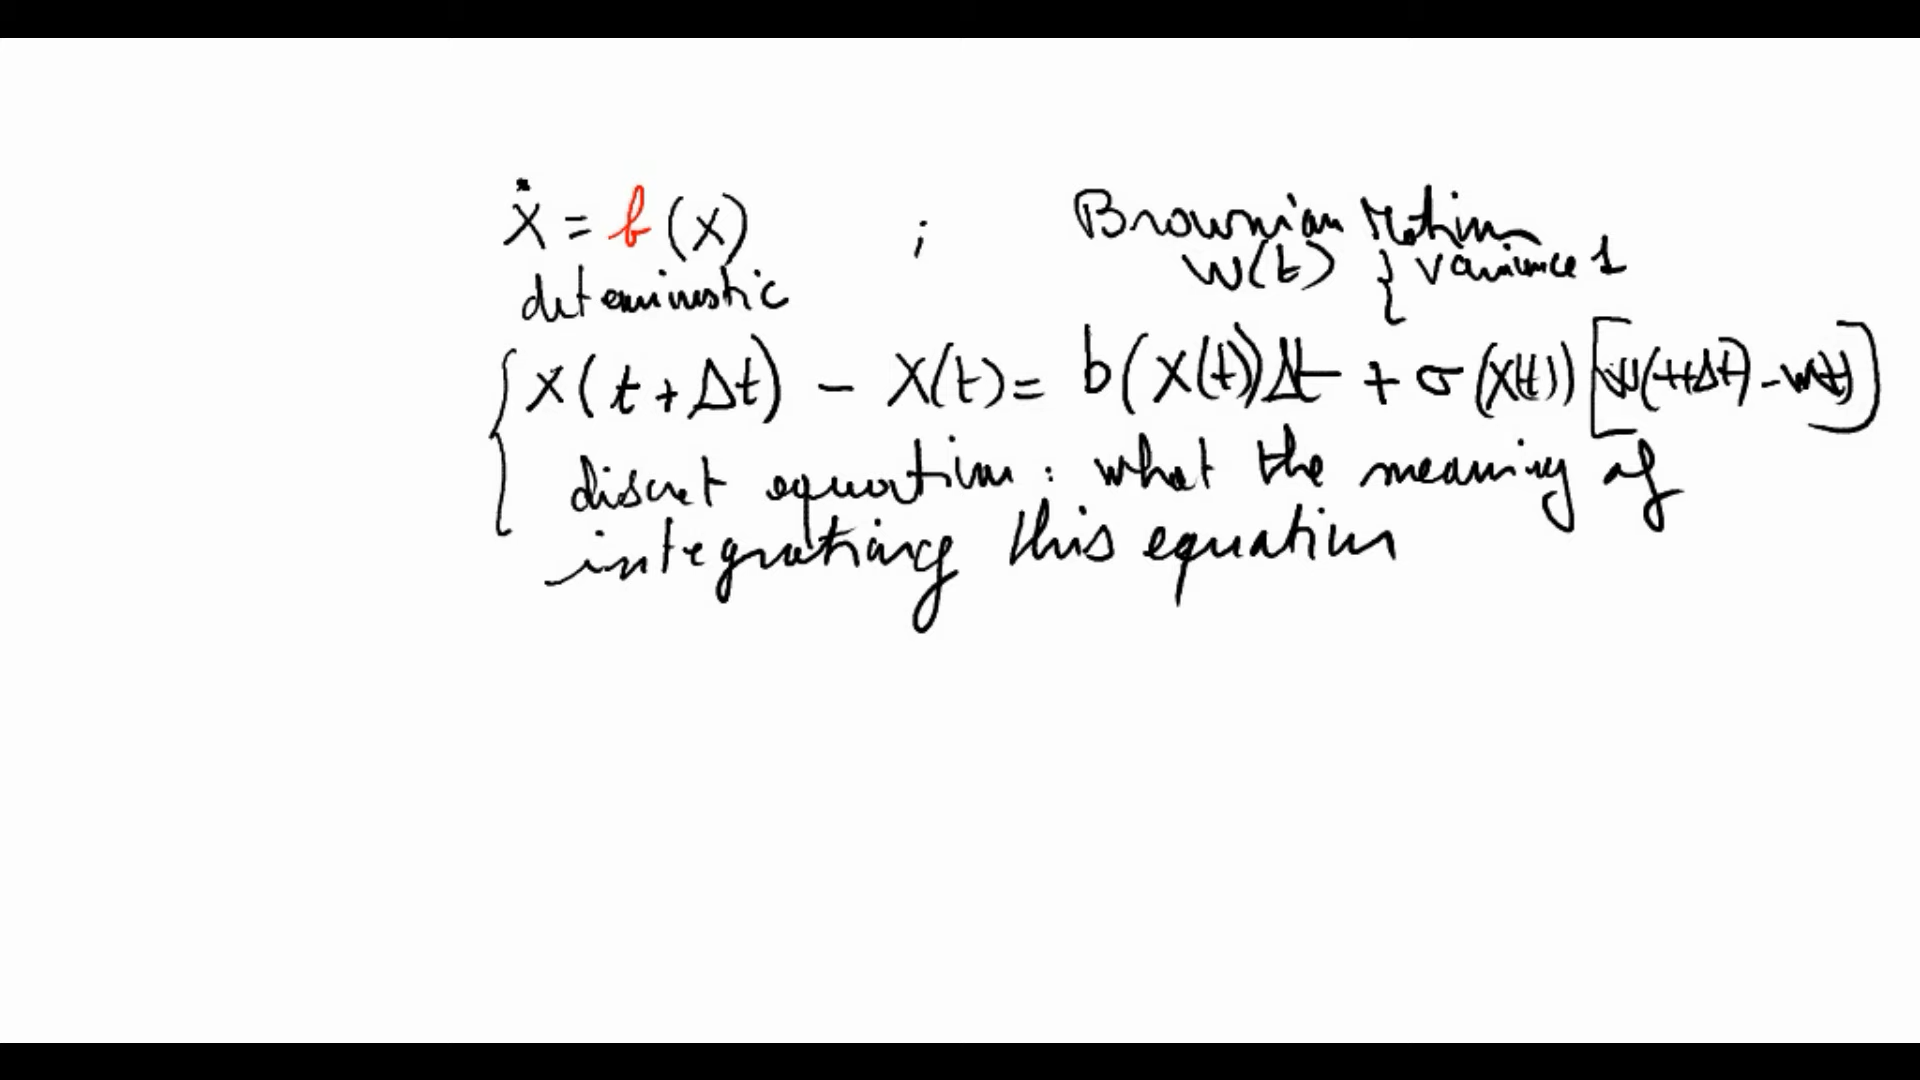 ẋ = b(x) ; Brownian Motion
deterministic w(t) } variance 1
x(t+Δt) - X(t) = b(X(t))Δt + σ(X(t)) [w(t+Δt) - w(t)]
discret equation : what the meaning of
integrating this equation